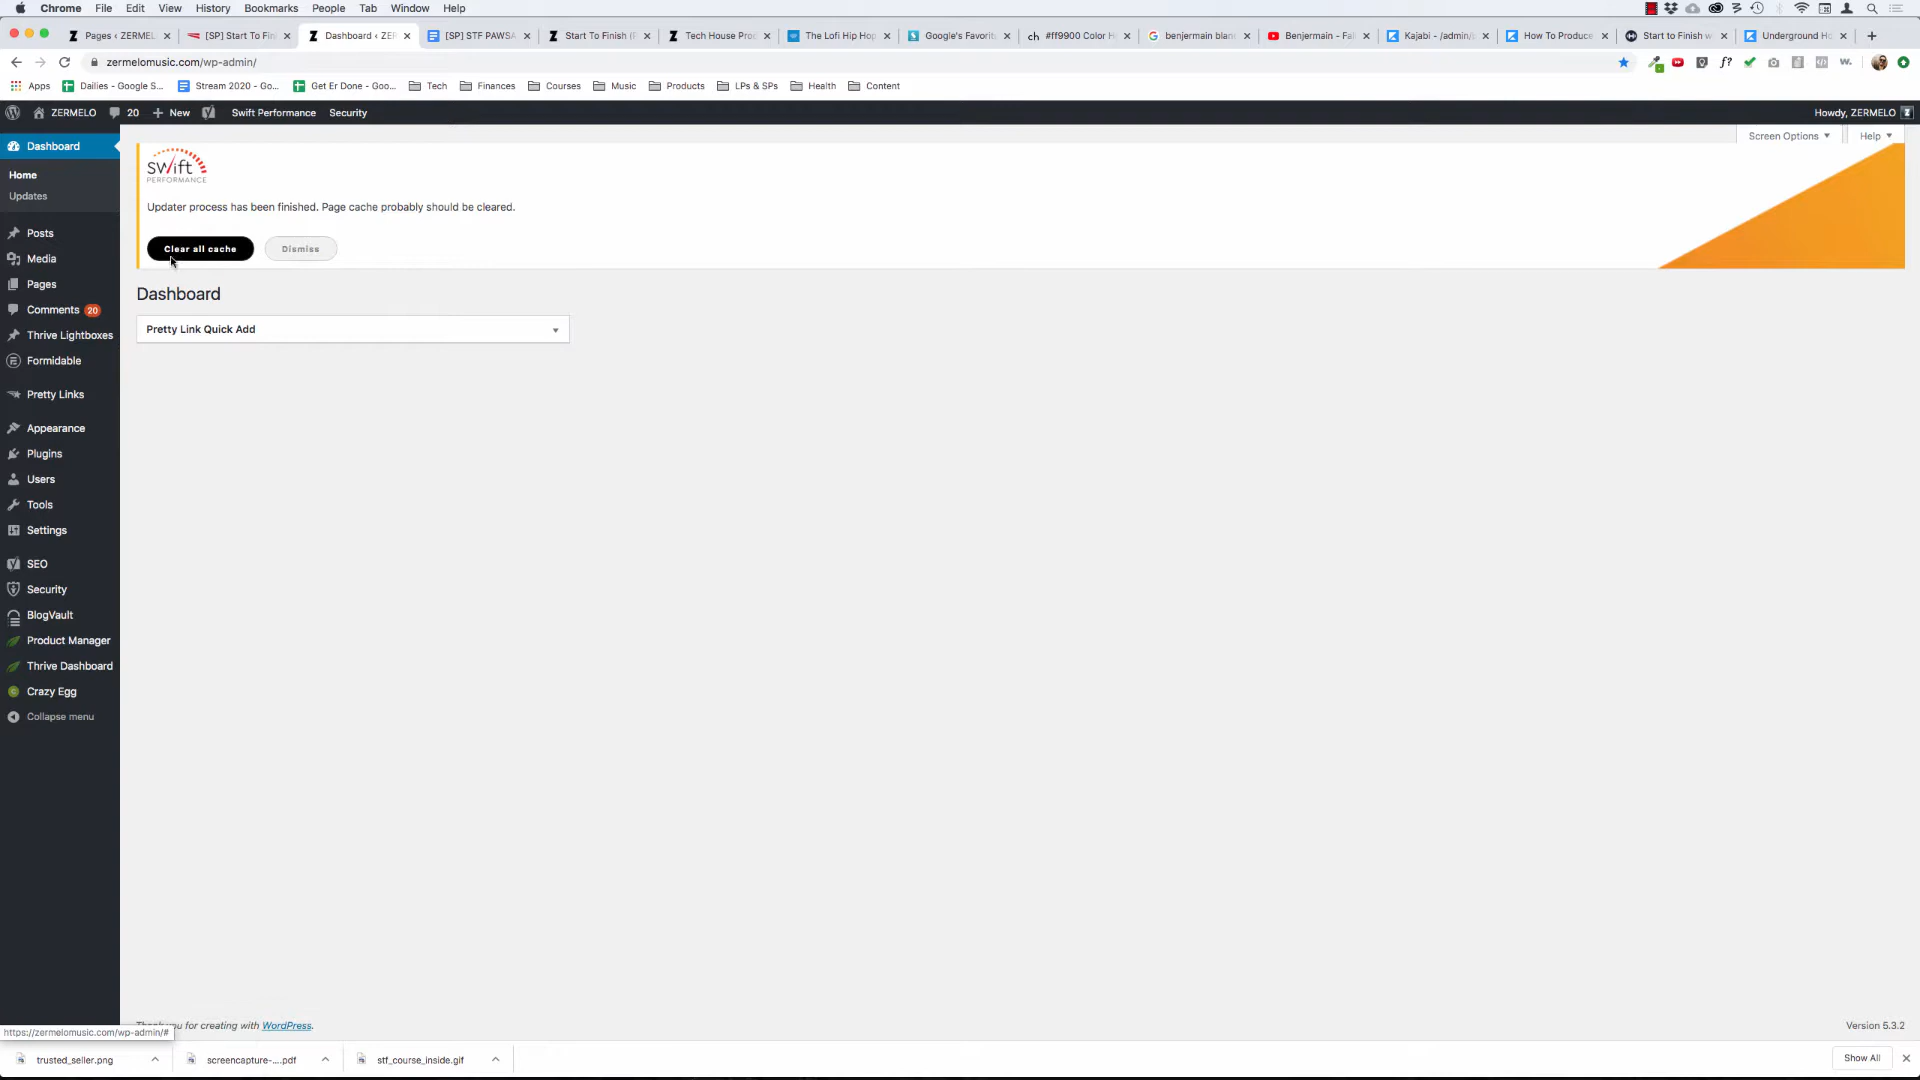 Chrome File Edit View History Bookmarks People Tab Window Help
Pages ‹ ZERMEL [SP] Start To Fin Dashboard ‹ ZER [SP] STF PAWSA Start To Finish (P Tech House Pro The Lofi Hip Hop Google's Favorit #ff9900 Color H benjermain blan Benjermain - Fal Kajabi - /admin/ How To Produce Start to Finish w Underground Ho
zermelomusic.com/wp-admin/
Apps Dailies - Google S... Stream 2020 - Go... Get Er Done - Goo... Tech Finances Courses Music Products LPs & SPs Health Content
ZERMELO 20 New Swift Performance Security Howdy, ZERMELO
Dashboard
Home
Updates
Posts
Media
Pages
Comments 20
Thrive Lightboxes
Formidable
Pretty Links
Appearance
Plugins
Users
Tools
Settings
SEO
Security
BlogVault
Product Manager
Thrive Dashboard
Crazy Egg
Collapse menu
Screen Options Help
swift
PERFORMANCE
Updater process has been finished. Page cache probably should be cleared.
Clear all cache Dismiss
Dashboard
Pretty Link Quick Add
Thank you for creating with WordPress. Version 5.3.2
https://zermelomusic.com/wp-admin/#
trusted_seller.png screencapture-....pdf stf_course_inside.gif Show All